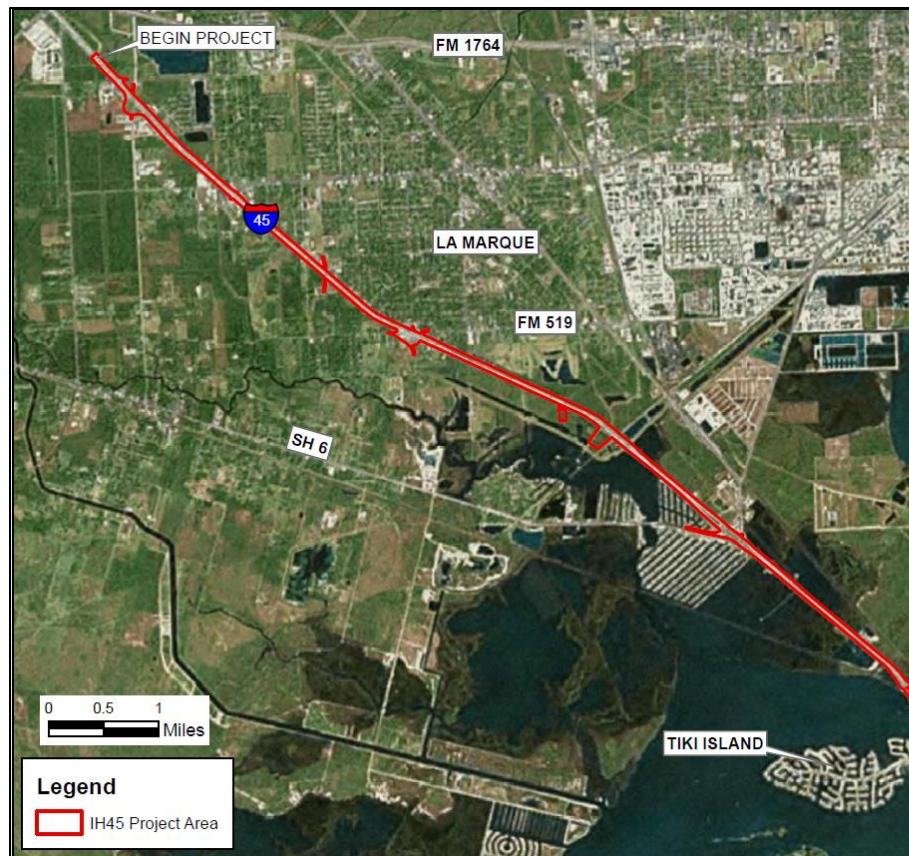 BEGIN PROJECT
FM 1764
45
LA MARQUE
FM 519
SH 6
0 0.5 1
Miles
TIKI ISLAND
Legend
IH45 Project Area